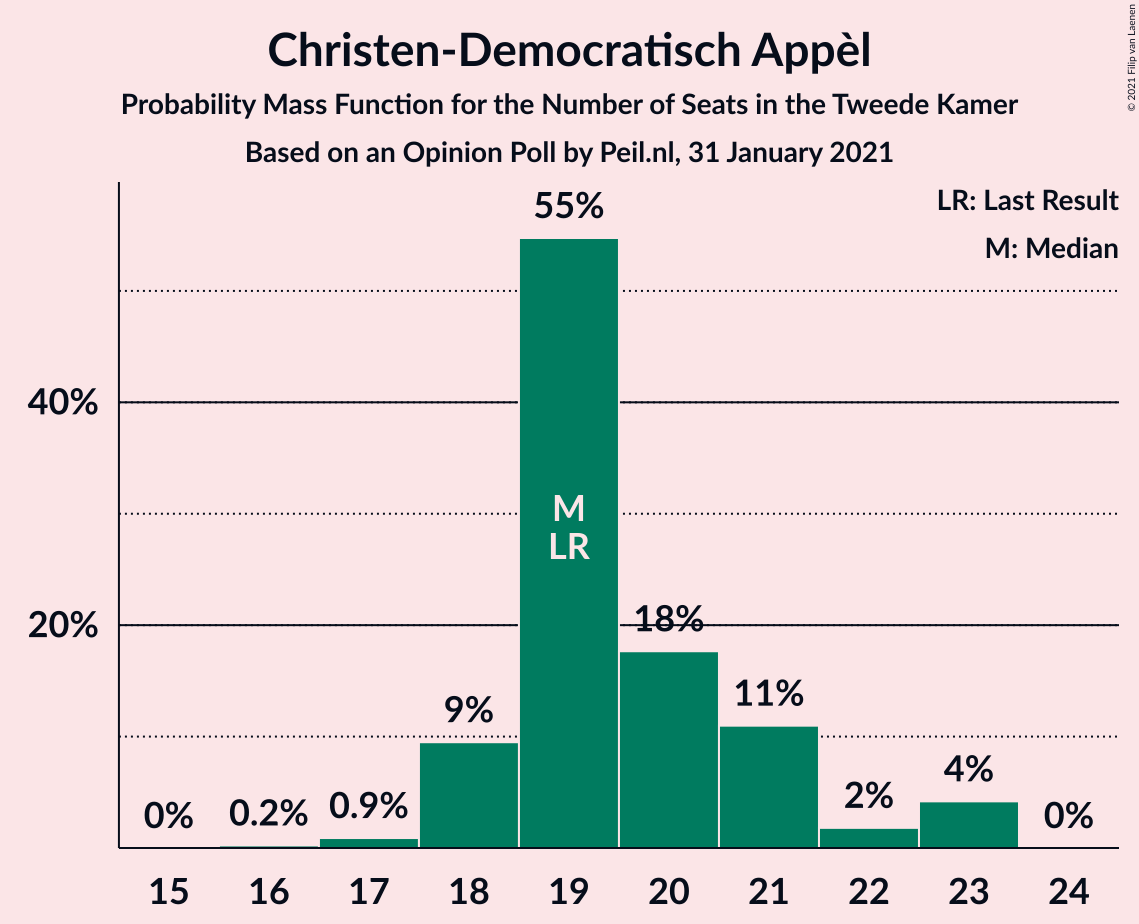 Christen-Democratisch Appèl
Probability Mass Function for the Number of Seats in the Tweede Kamer
Based on an Opinion Poll by Peil.nl, 31 January 2021
© 2021 Filip van Laenen
LR: Last Result
M: Median
55%
40%
M
LR
20%
18%
9%
11%
0%
0.2%
0.9%
2%
4%
0%
15 16 17 18 19 20 21 22 23 24